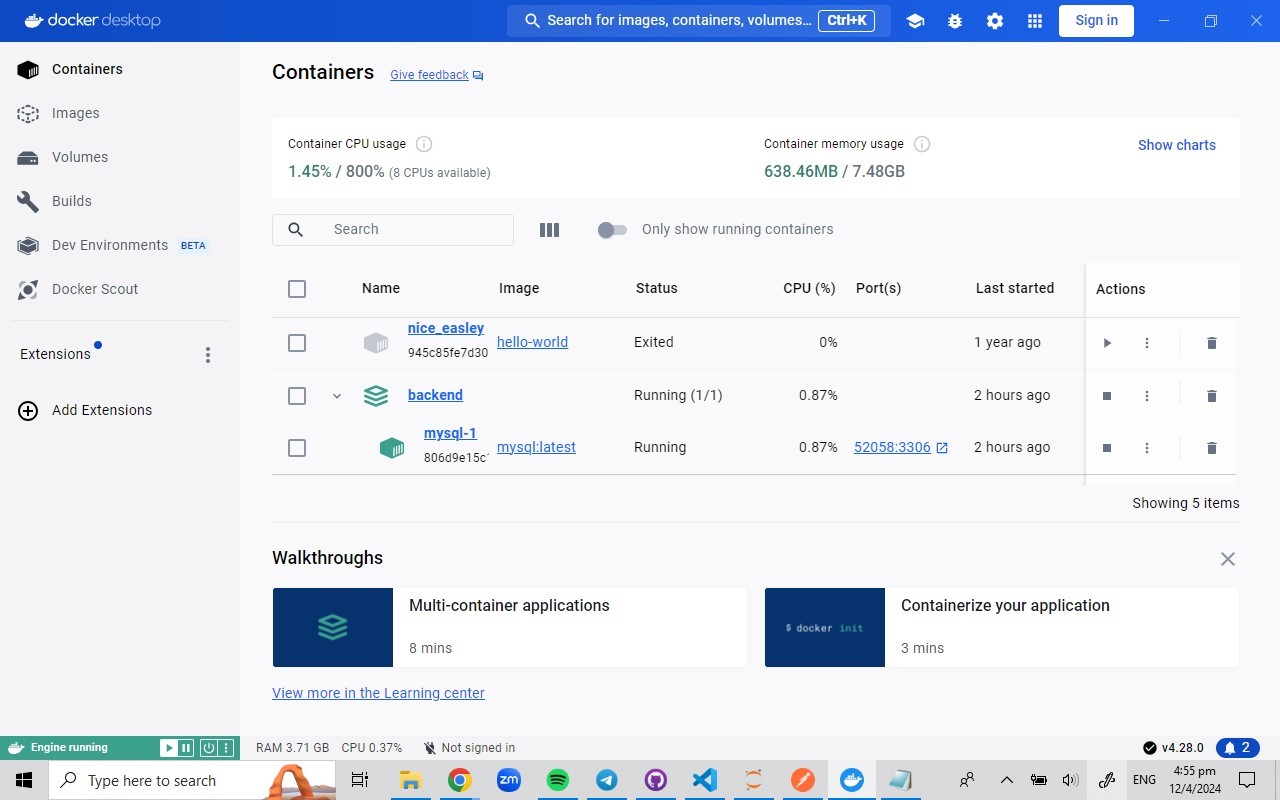 docker desktop
Search for images, containers, volumes... Ctrl+K
Sign in
Containers
Images
Volumes
Builds
Dev Environments BETA
Docker Scout
Extensions
Add Extensions
Containers Give feedback
Container CPU usage
1.45% / 800% (8 CPUs available)
Container memory usage
638.46MB / 7.48GB
Show charts
Search
Only show running containers
Name Image Status CPU (%) Port(s) Last started Actions
nice_easley
945c85fe7d30
hello-world Exited 0% 1 year ago
backend Running (1/1) 0.87% 2 hours ago
mysql-1
806d9e15c
mysql:latest Running 0.87% 52058:3306 2 hours ago
Showing 5 items
Walkthroughs
Multi-container applications
8 mins
$ docker init
Containerize your application
3 mins
View more in the Learning center
Engine running
RAM 3.71 GB CPU 0.37% Not signed in
v4.28.0 2
Type here to search
zm
ENG
4:55 pm
12/4/2024